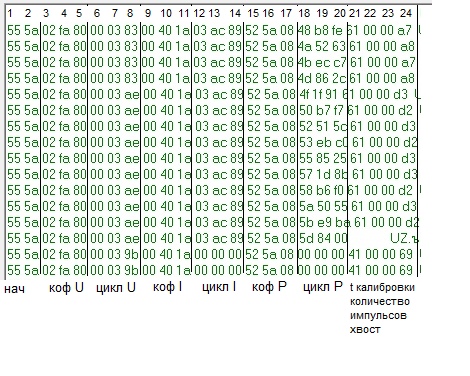 1 2 3 4 5 6 7 8 9 10 11 12 13 14 15 16 17 18 19 20 21 22 23 24
55 5a 02 fa 80 00 03 83 00 40 1a 03 ac 89 52 5a 08 48 b8 fe 61 00 00 a7 U
55 5a 02 fa 80 00 03 83 00 40 1a 03 ac 89 52 5a 08 4a 52 63 61 00 00 a8
55 5a 02 fa 80 00 03 83 00 40 1a 03 ac 89 52 5a 08 4b ec c7 61 00 00 a7
55 5a 02 fa 80 00 03 83 00 40 1a 03 ac 89 52 5a 08 4d 86 2c 61 00 00 a8
55 5a 02 fa 80 00 03 ae 00 40 1a 03 ac 89 52 5a 08 4f 1f 91 61 00 00 d3 U
55 5a 02 fa 80 00 03 ae 00 40 1a 03 ac 89 52 5a 08 50 b7 f7 61 00 00 d2 U
55 5a 02 fa 80 00 03 ae 00 40 1a 03 ac 89 52 5a 08 52 51 5c 61 00 00 d3
55 5a 02 fa 80 00 03 ae 00 40 1a 03 ac 89 52 5a 08 53 eb c0 61 00 00 d2
55 5a 02 fa 80 00 03 ae 00 40 1a 03 ac 89 52 5a 08 55 85 25 61 00 00 d3
55 5a 02 fa 80 00 03 ae 00 40 1a 03 ac 89 52 5a 08 57 1d 8b 61 00 00 d3
55 5a 02 fa 80 00 03 ae 00 40 1a 03 ac 89 52 5a 08 58 b6 f0 61 00 00 d2 U
55 5a 02 fa 80 00 03 ae 00 40 1a 03 ac 89 52 5a 08 5a 50 55 61 00 00 d3
55 5a 02 fa 80 00 03 ae 00 40 1a 03 ac 89 52 5a 08 5b e9 ba 61 00 00 d2
55 5a 02 fa 80 00 03 ae 00 40 1a 03 ac 89 52 5a 08 5d 84 00 UZ.
55 5a 02 fa 80 00 03 9b 00 40 1a 00 00 00 52 5a 08 00 00 00 41 00 00 69 U
55 5a 02 fa 80 00 03 9b 00 40 1a 00 00 00 52 5a 08 00 00 00 41 00 00 69 U
нач коф U цикл U коф I цикл I коф P цикл P t калибровки
количество
импульсов
хвост